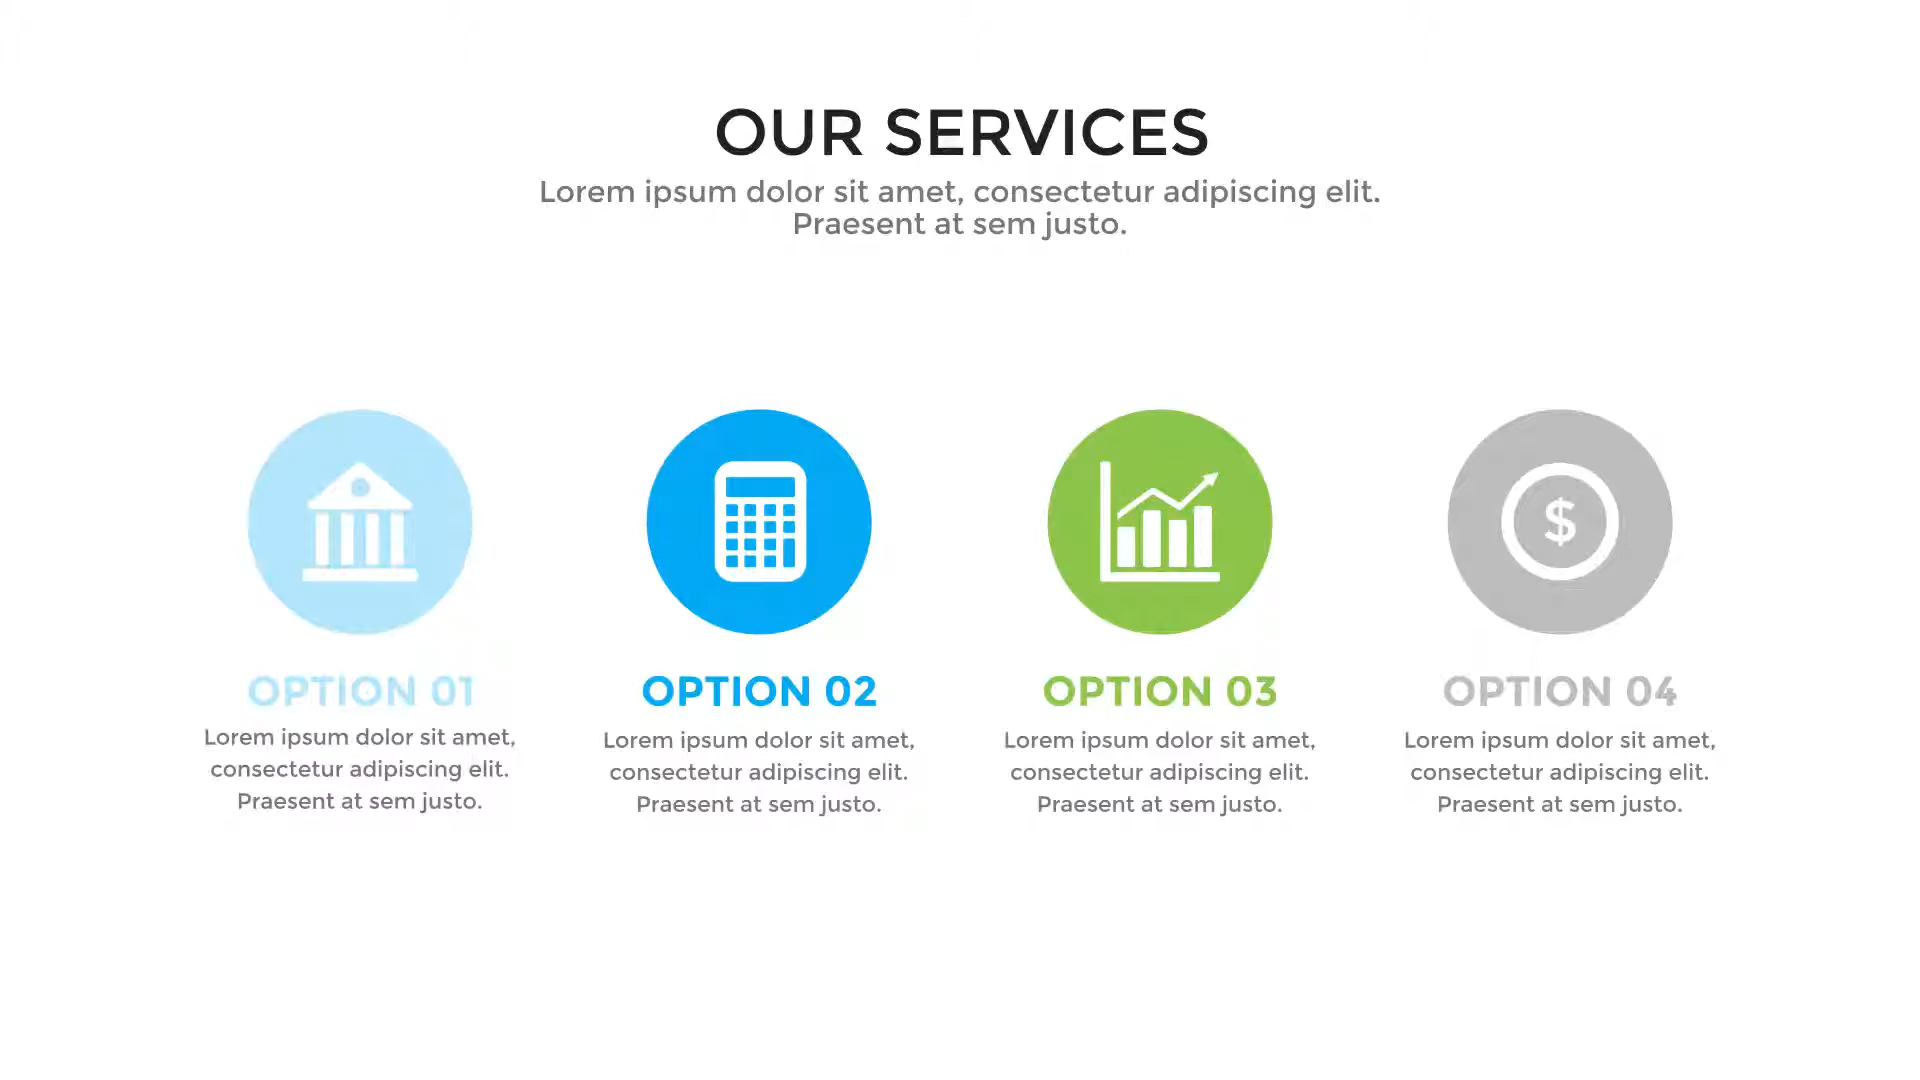 OUR SERVICES
Lorem ipsum dolor sit amet, consectetur adipiscing elit.
Praesent at sem justo.
$
OPTION 01
Lorem ipsum dolor sit amet,
consectetur adipiscing elit.
Praesent at sem justo.
OPTION 02
Lorem ipsum dolor sit amet,
consectetur adipiscing elit.
Praesent at sem justo.
OPTION 03
Lorem ipsum dolor sit amet,
consectetur adipiscing elit.
Praesent at sem justo.
OPTION 04
Lorem ipsum dolor sit amet,
consectetur adipiscing elit.
Praesent at sem justo.